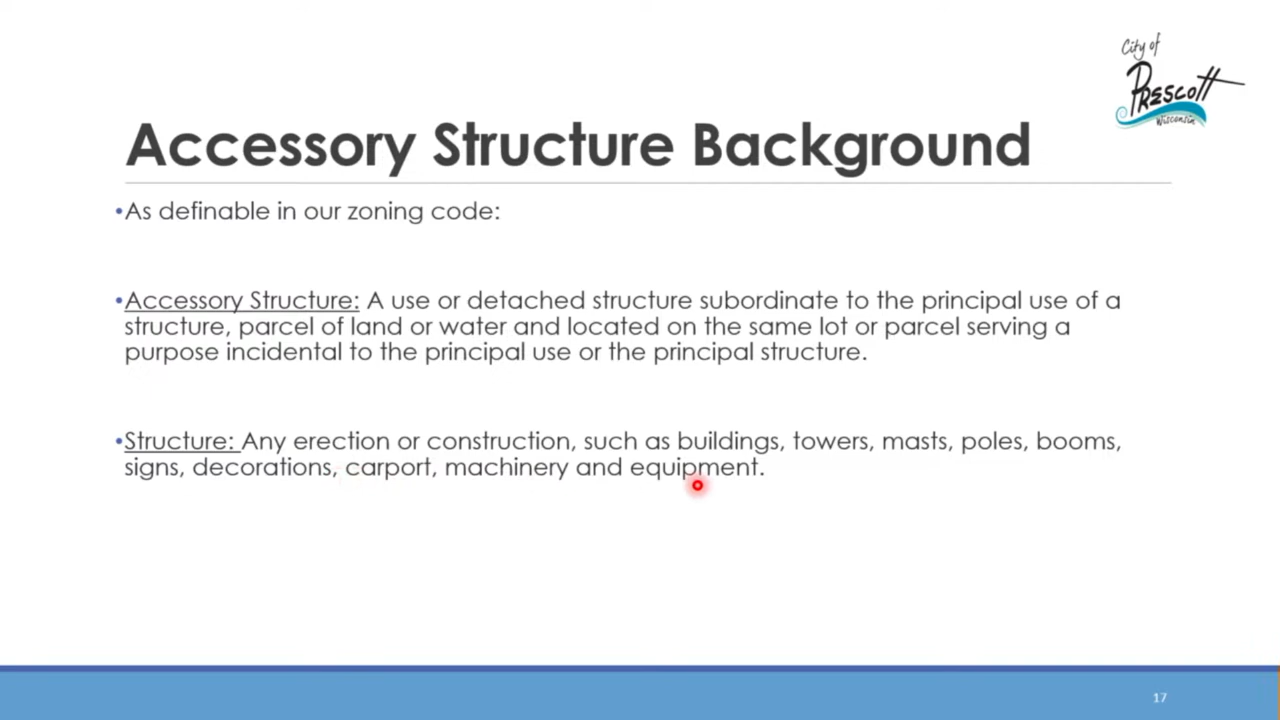 City of
PRESCOTT
Wisconsin
Accessory Structure Background
•As definable in our zoning code:
•Accessory Structure: A use or detached structure subordinate to the principal use of a
structure, parcel of land or water and located on the same lot or parcel serving a
purpose incidental to the principal use or the principal structure.
•Structure: Any erection or construction, such as buildings, towers, masts, poles, booms,
signs, decorations, carport, machinery and equipment.
17